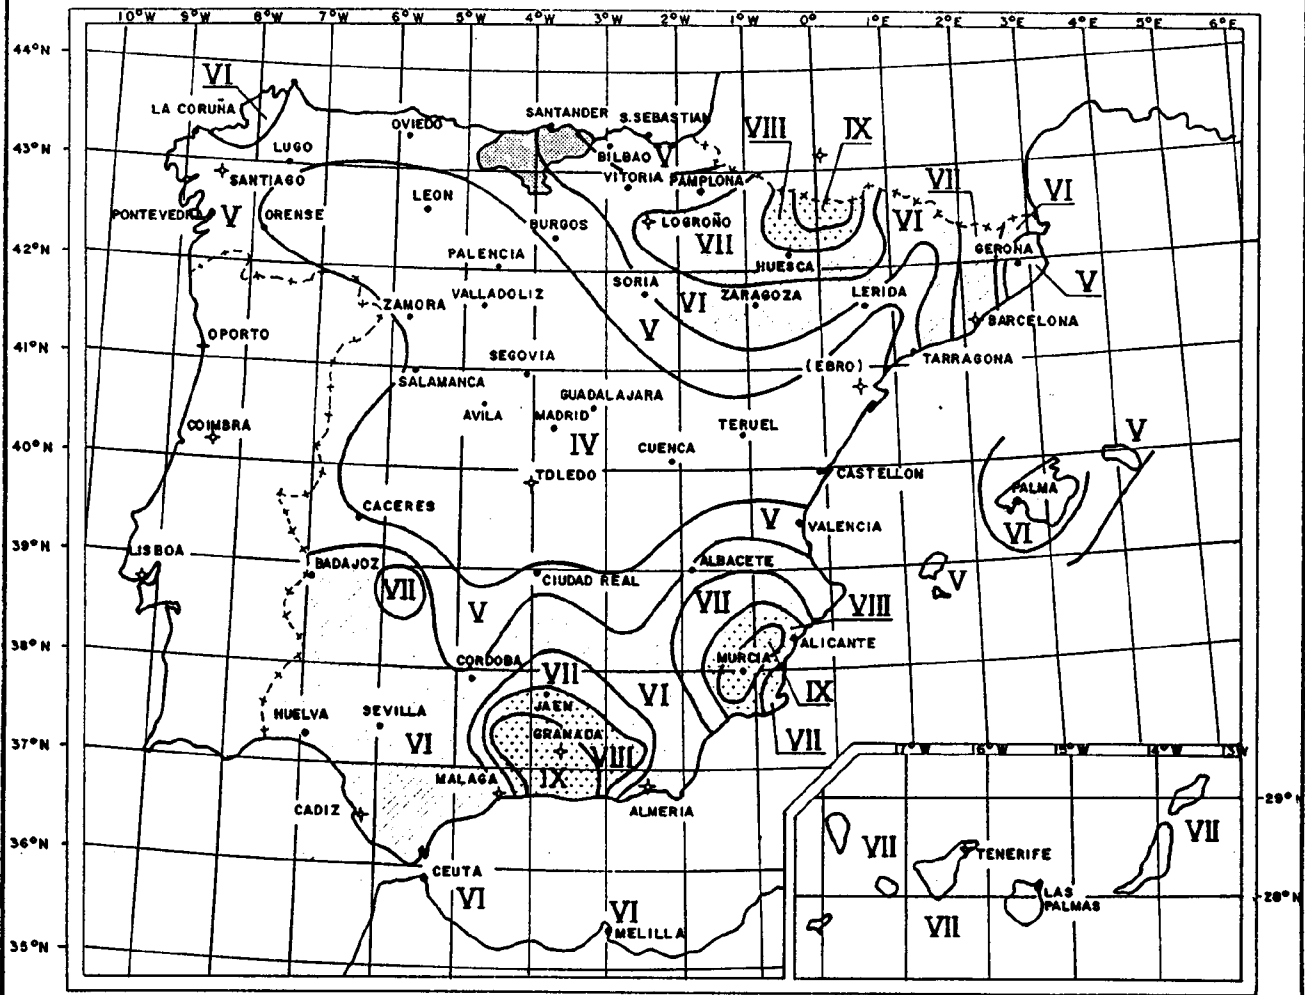 10°W 9°W 8°W 7°W 6°W 5°W 4°W 3°W 2°W 1°W 0° 1°E 2°E 3°E 4°E 5°E 6°E
44°N
VI
LA CORUÑA
OVIEDO
SANTANDER
S.SEBASTIAN
VIII
IX
43°N
LUGO
BILBAO
V
SANTIAGO
VITORIA
PAMPLONA
VII
VI
LEON
PONTEVEDRA
V
ORENSE
BURGOS
LOGROÑO
VI
42°N
VII
GERONA
PALENCIA
HUESCA
V
SORIA
ZAMORA
VALLADOLIZ
VI
ZARAGOZA
LERIDA
BARCELONA
41°N
OPORTO
V
SEGOVIA
TARRAGONA
(EBRO)
SALAMANCA
AVILA
GUADALAJARA
MADRID
40°N
COIMBRA
IV
TERUEL
V
CUENCA
TOLEDO
CASTELLON
PALMA
CACERES
V
VALENCIA
VI
39°N
LISBOA
BADAJOZ
ALBACETE
CIUDAD REAL
VII
V
V
VII
VIII
38°N
ALICANTE
CORDOBA
MURCIA
VII
VI
IX
HUELVA
SEVILLA
JAEN
37°N
VI
GRANADA
VIII
VII
17°W 16°W 15°W 14°W 13°W
MALAGA
IX
CADIZ
ALMERIA
29°N
36°N
VII
VII
TENERIFE
CEUTA
VI
VI
LAS
PALMAS
28°N
VII
35°N
MELILLA